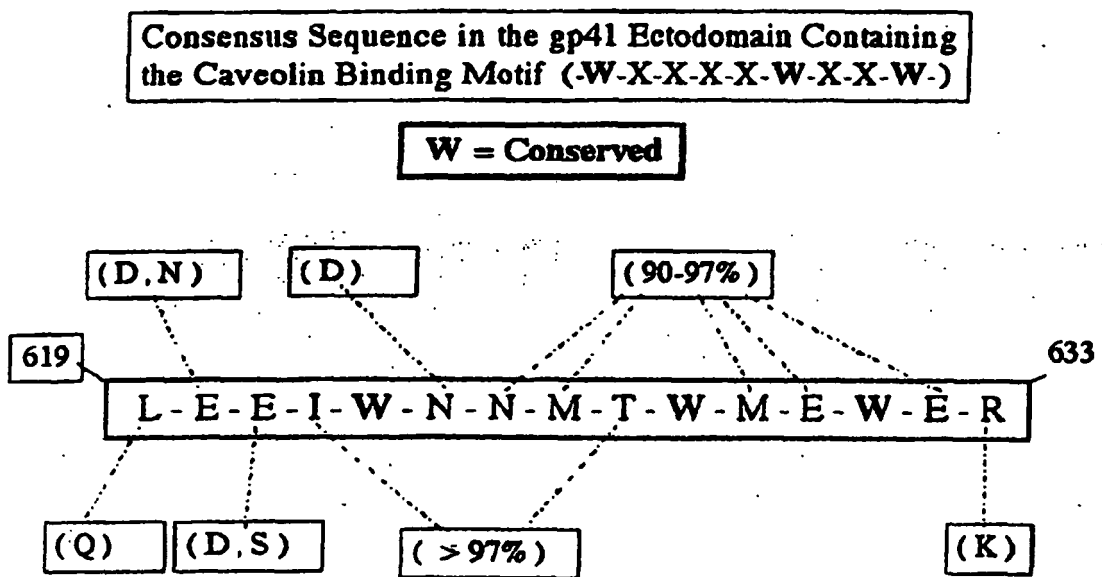 Consensus Sequence in the gp41 Ectodomain Containing
the Caveolin Binding Motif (-W-X-X-X-X-W-X-X-W-)
W = Conserved
(D,N)
(D)
(90-97%)
619
633
L - E - E - I - W - N - N - M - T - W - M - E - W - E - R
(Q)
(D,S)
( > 97%)
(K)